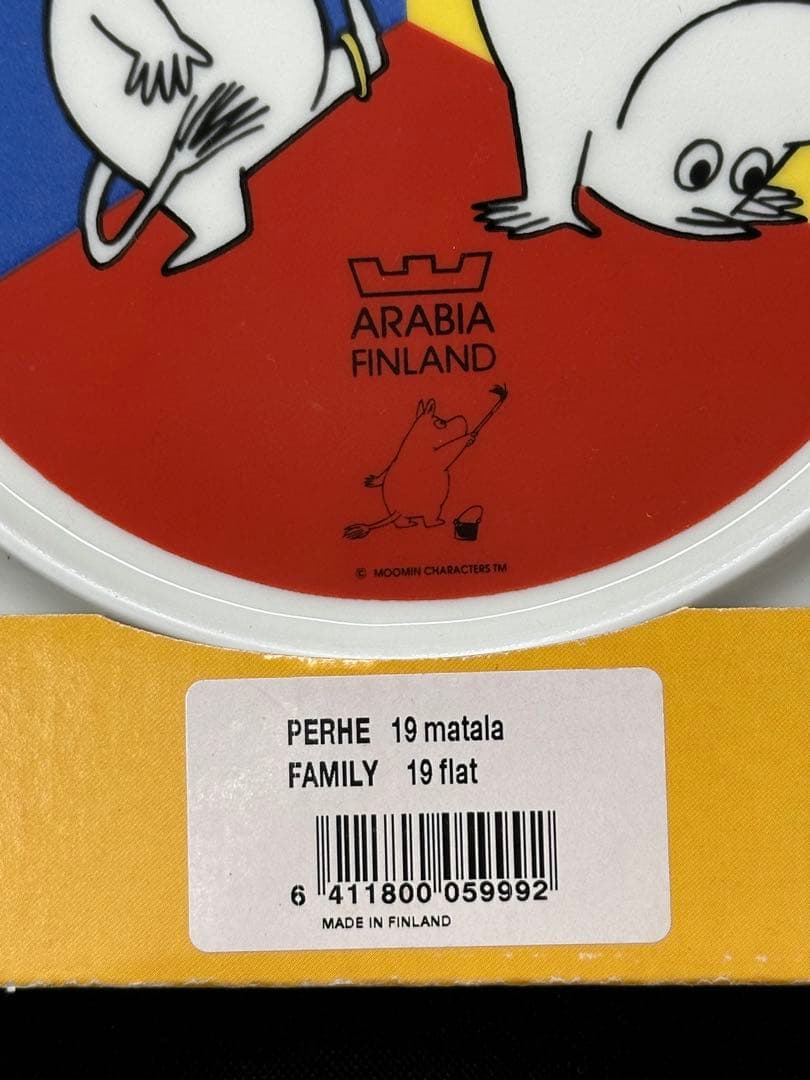 ARABIA
FINLAND
© MOOMIN CHARACTERS TM
PERHE 19 matala
FAMILY 19 flat
6 411800 059992
MADE IN FINLAND